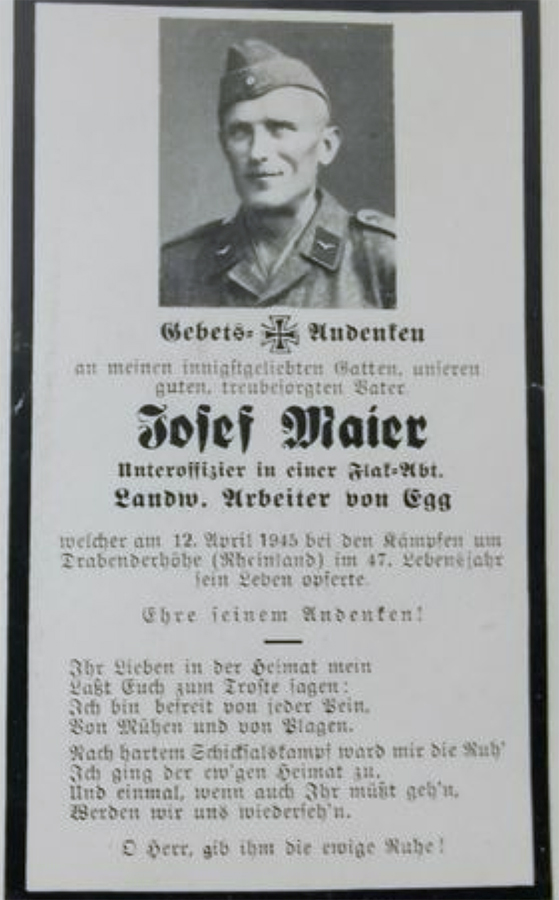 Gebets- Andenken
an meinen innigstgeliebten Gatten, unseren
guten, treubesorgten Vater
Josef Maier
Unteroffizier in einer Flak-Abt.
Landw. Arbeiter von Egg
welcher am 12. April 1945 bei den Kämpfen um
Drabenderhöhe (Rheinland) im 47. Lebensjahr
sein Leben opferte.
Ehre seinem Andenken!
Ihr Lieben in der Heimat mein
Laßt Euch zum Troste sagen:
Ich bin befreit von jeder Pein,
Von Mühen und von Plagen.
Nach hartem Schicksalskampf ward mir die Ruh'
Ich ging der ew'gen Heimat zu,
Und einmal, wenn auch Ihr müßt geh'n,
Werden wir uns wiederseh'n.
O Herr, gib ihm die ewige Ruhe!